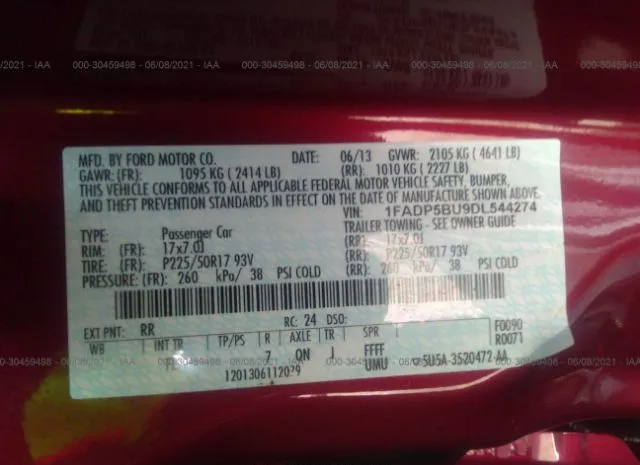 000-30459498 - 06/08/2021 - IAA
MFD. BY FORD MOTOR CO. DATE: 06/13 GVWR: 2105 KG ( 4641 LB)
GAWR: (FR): 1095 KG ( 2414 LB) (RR): 1010 KG ( 2227 LB)
THIS VEHICLE CONFORMS TO ALL APPLICABLE FEDERAL MOTOR VEHICLE SAFETY, BUMPER,
AND THEFT PREVENTION STANDARDS IN EFFECT ON THE DATE OF MANUFACTURE SHOWN ABOVE.
VIN: 1FADP5BU9DL544274
TYPE: Passenger Car TRAILER TOWING - SEE OWNER GUIDE
RIM: (FR): 17x7.0J (RR): 17x7.0J
TIRE: (FR): P225/50R17 93V (RR): P225/50R17 93V
PRESSURE: (FR): 260 kPa/ 38 PSI COLD (RR): 260 kPa/ 38 PSI COLD
EXT PNT: RR RC: 24 DSO: F0090
WB INT TR TP/PS R AXLE TR SPR R0071
QN J FFFF
UMU 5U5A-3520472-AA
1201306112029